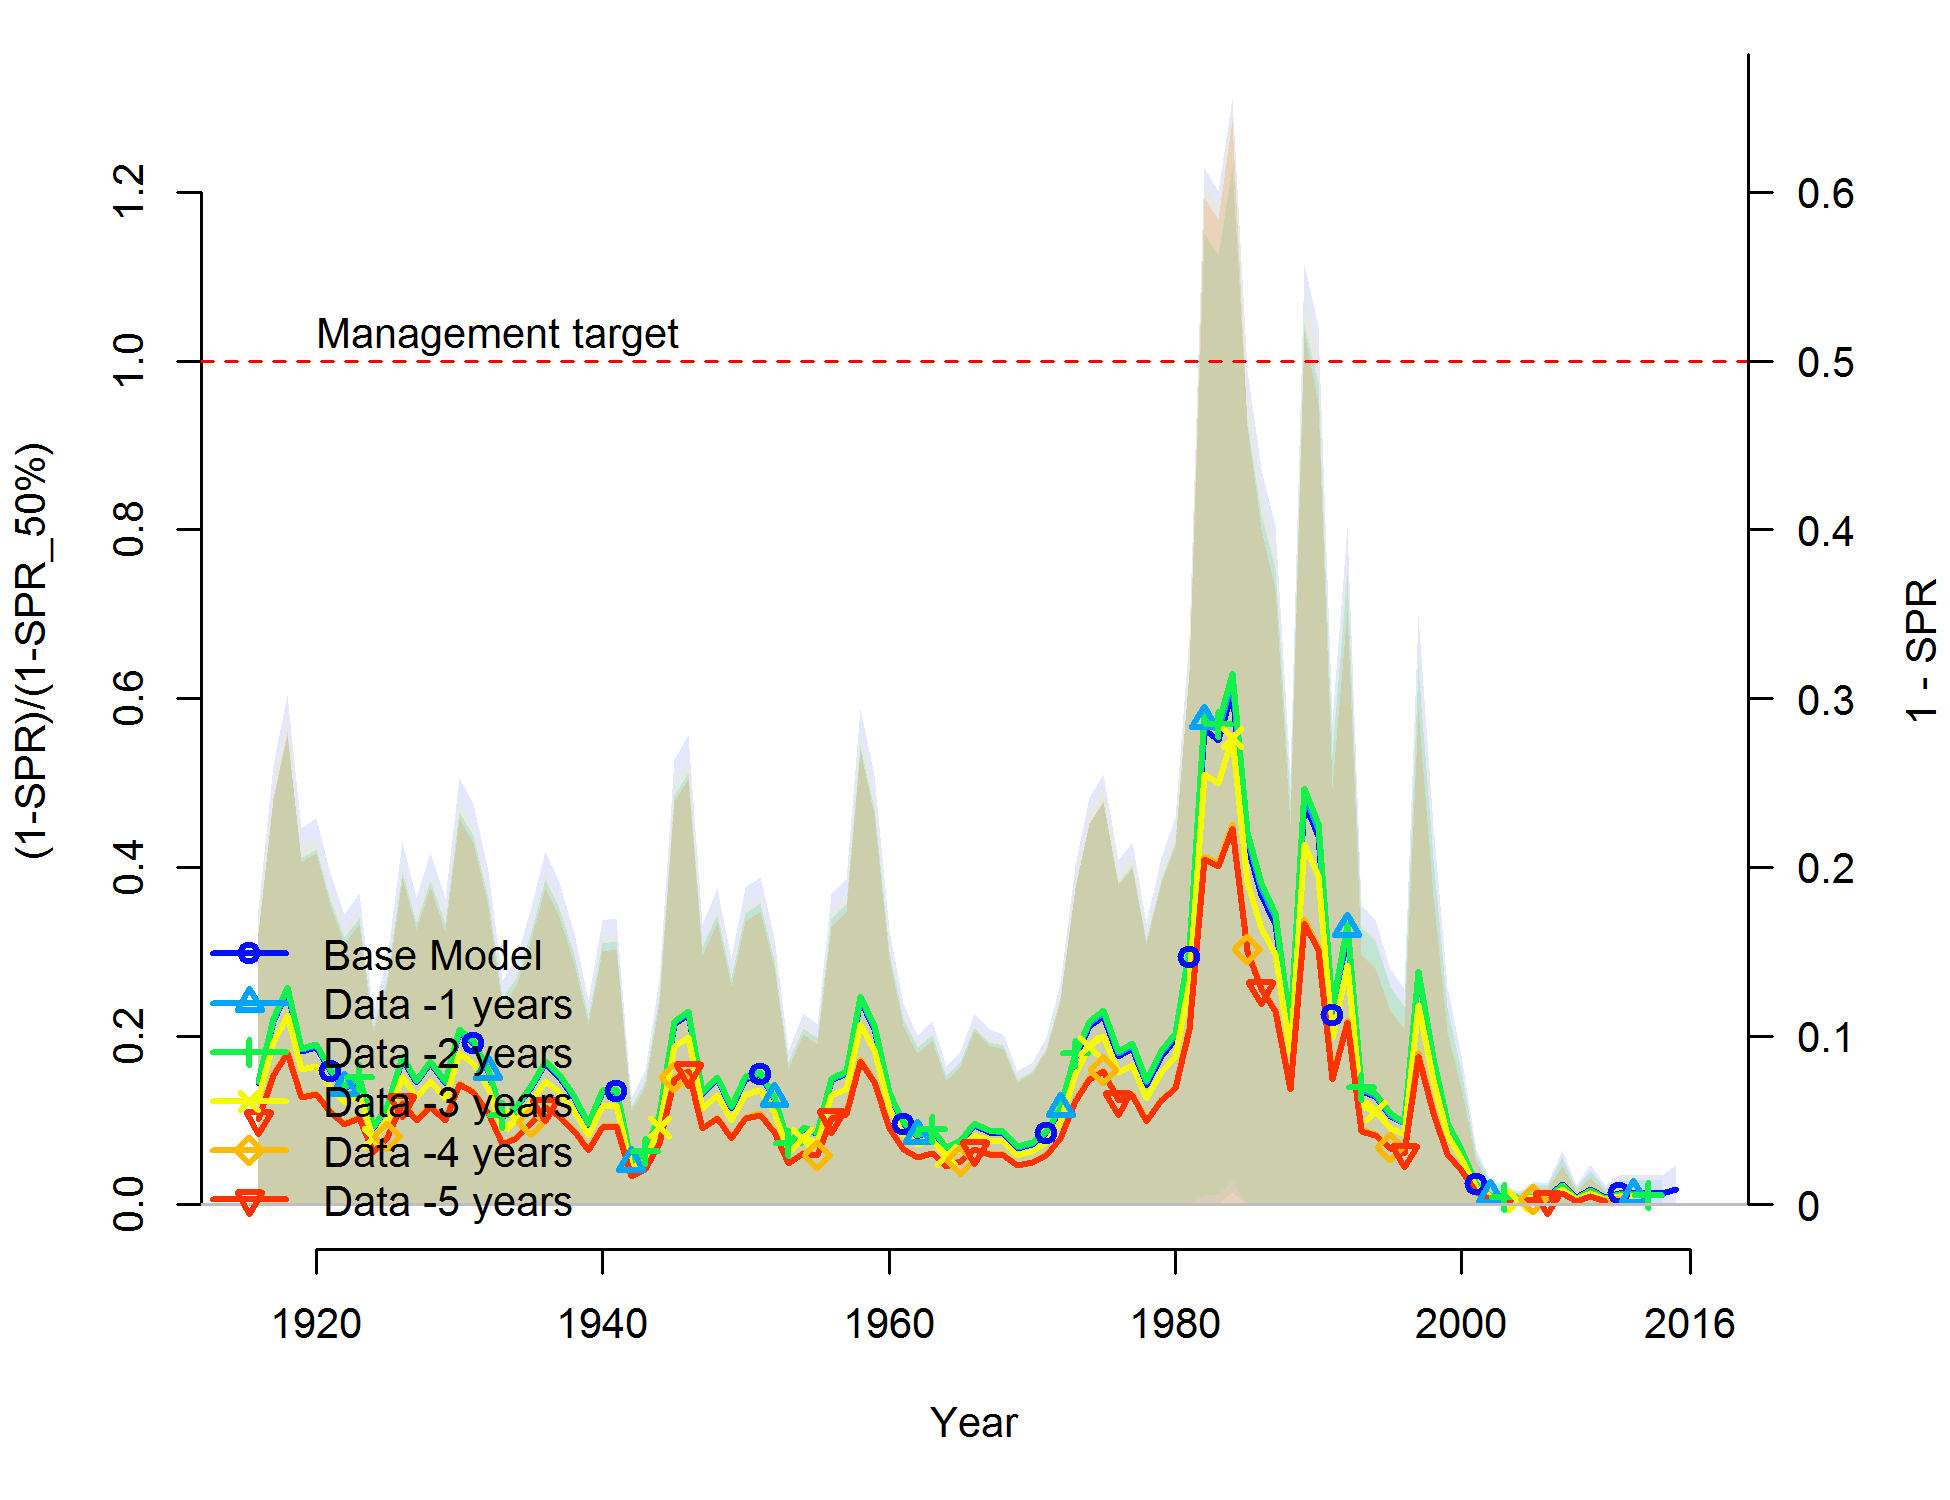 1.2
1.0
0.8
0.6
0.4
0.2
0.0
(1-SPR)/(1-SPR_50%)
Management target
Base Model
Data -1 years
Data -2 years
Data -3 years
Data -4 years
Data -5 years
0.6
0.5
0.4
0.3
0.2
0.1
0
1 - SPR
1920 1940 1960 1980 2000 2016
Year